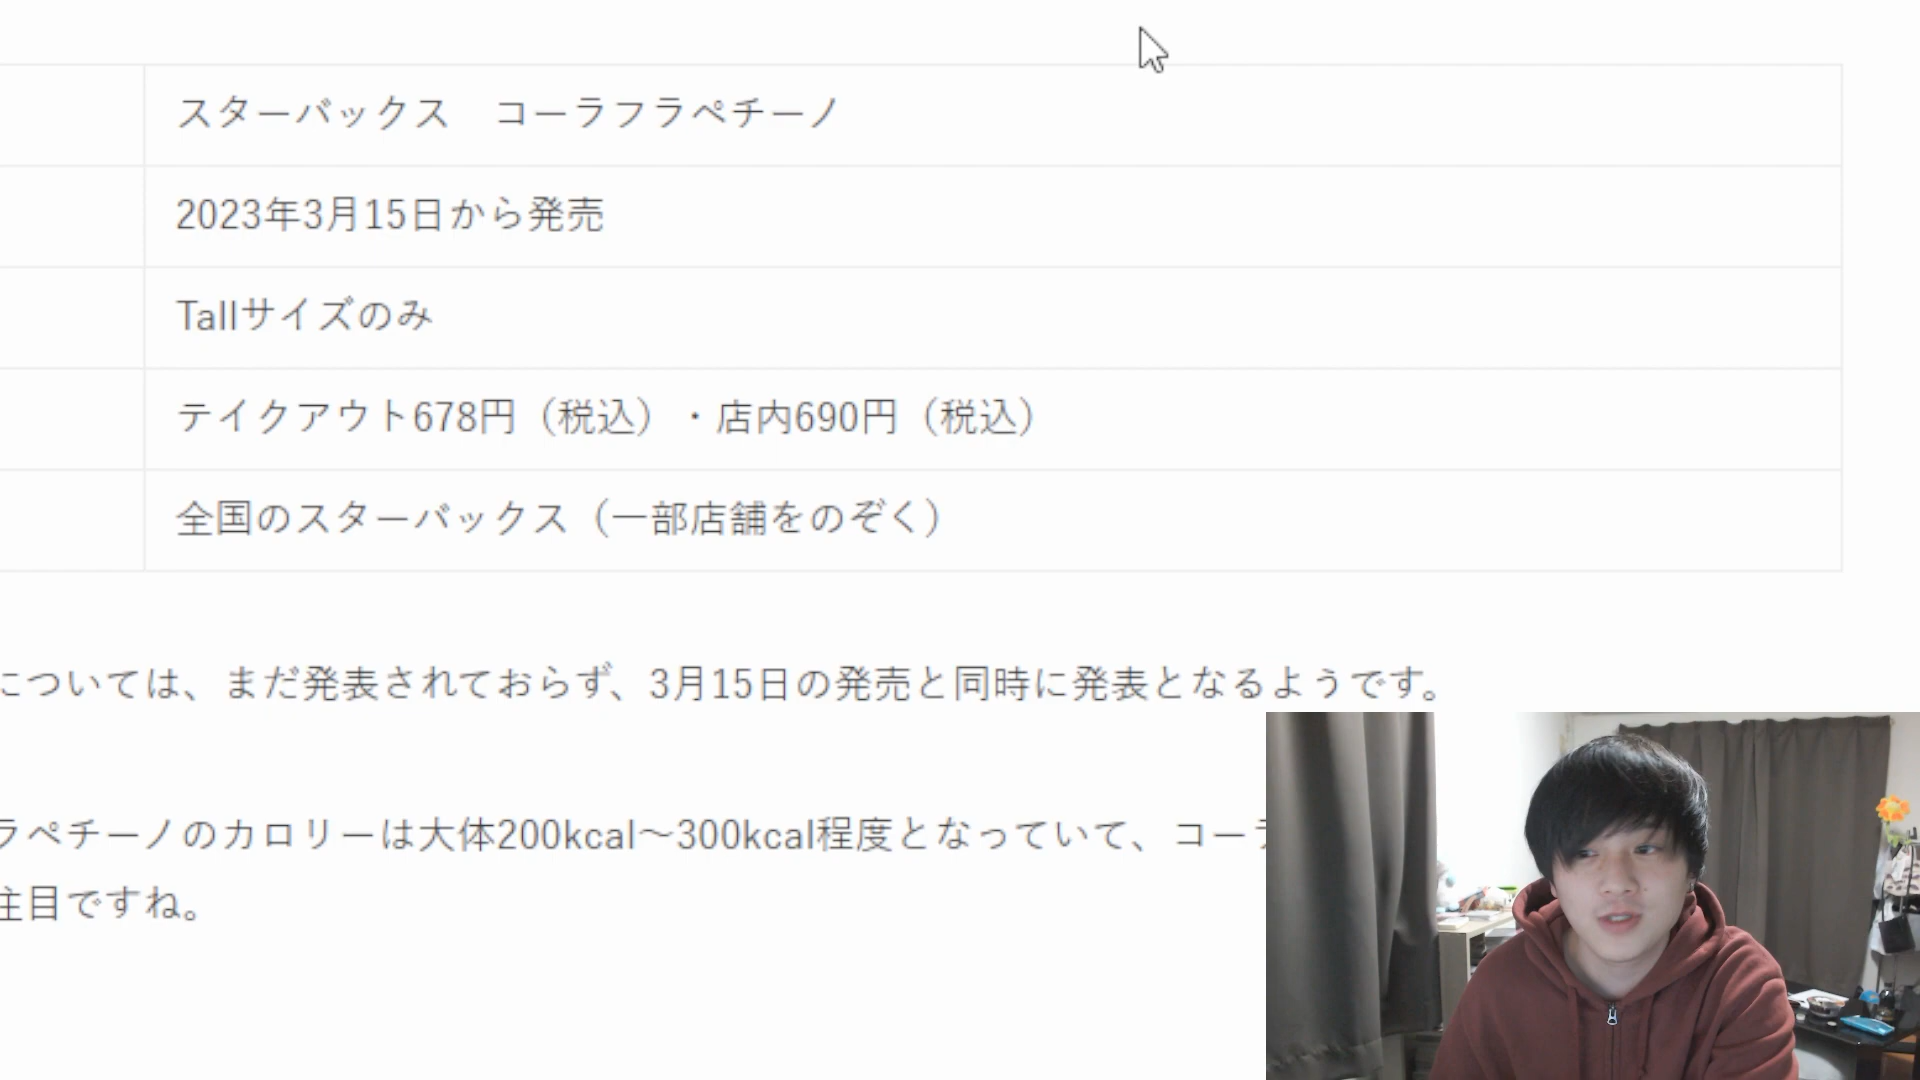 スターバックス　コーラフラペチーノ
2023年3月15日から発売
Tallサイズのみ
テイクアウト678円（税込）・店内690円（税込）
全国のスターバックス（一部店舗をのぞく）
については、まだ発表されておらず、3月15日の発売と同時に発表となるようです。
ラペチーノのカロリーは大体200kcal～300kcal程度となっていて、コーラ
注目ですね。